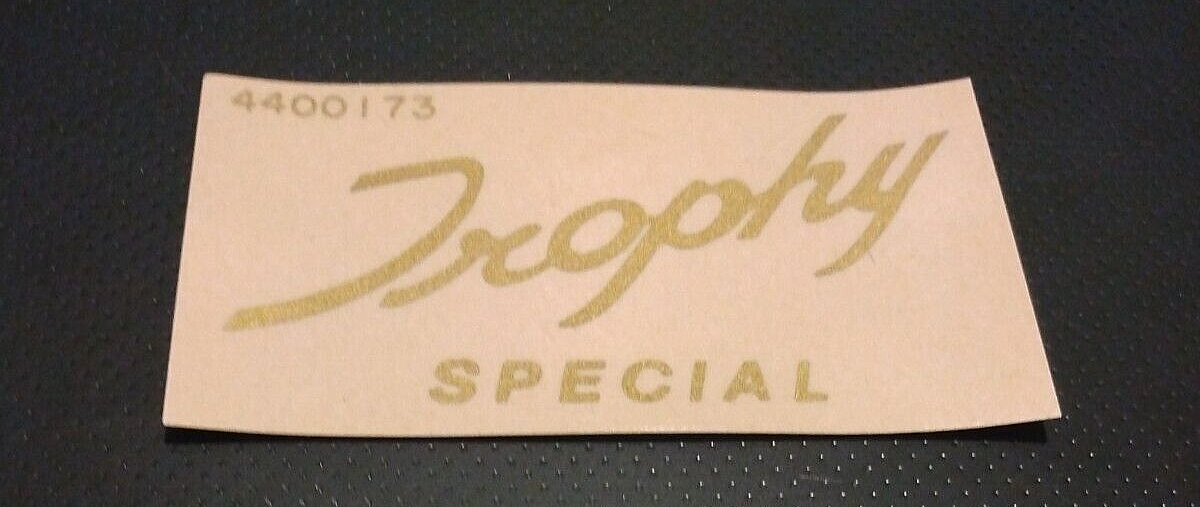 4400173
Trophy
SPECIAL